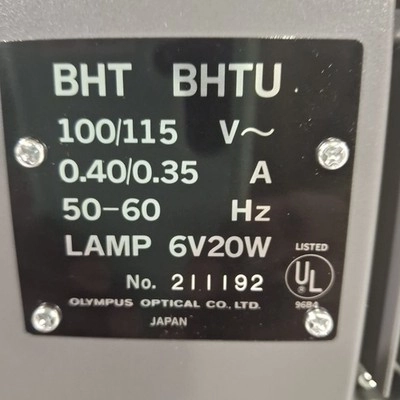 BHT BHTU
100/115 V~
0.40/0.35 A
50-60 Hz
LAMP 6V20W
LISTED
UL
®
96B4
No. 211192
OLYMPUS OPTICAL CO., LTD.
JAPAN